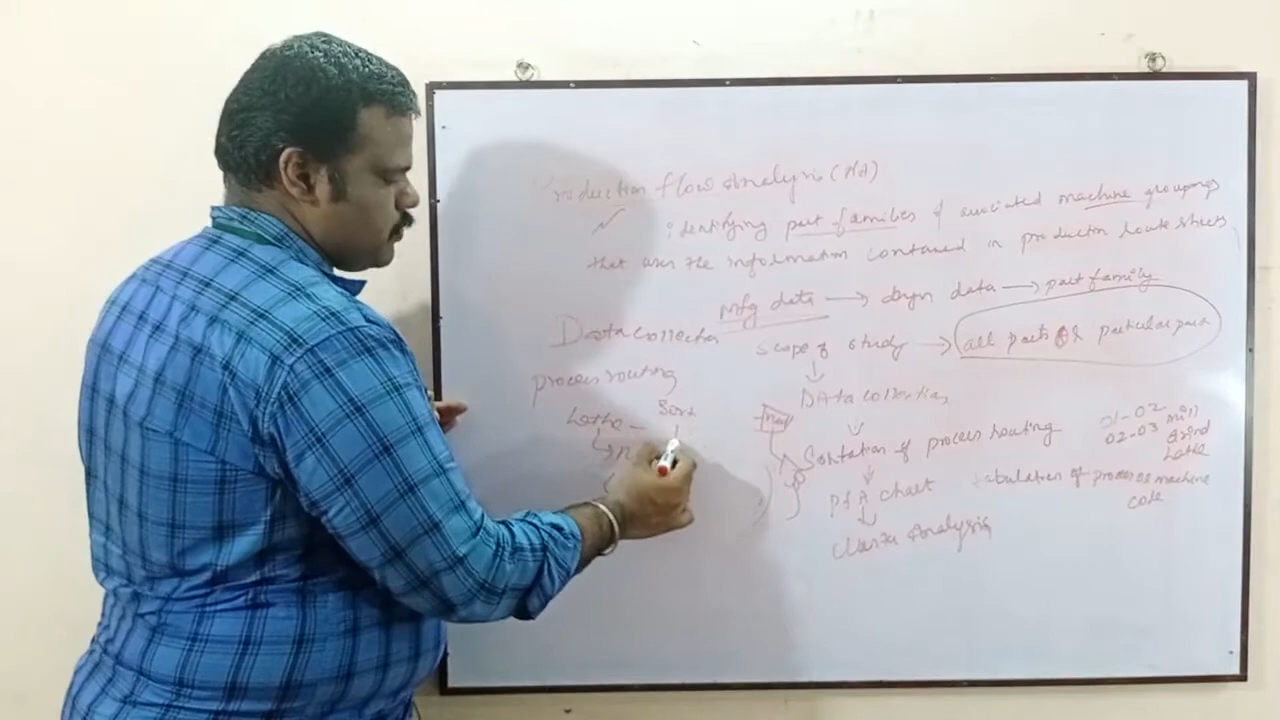 Production flow Analysis (PFA)
identifying part families & associated machine groupings
that uses the information contained in production route sheets
Mfg data → dsgn data → part family
Data collection
Scope of study → all parts & particular part
process routing
DAta collection
Lathe - Sort
01-02 mill
02-03 Grind
Lathe
Sortation of process routing
PFA chart
tabulation of process or machine
code
Cluster Analysis